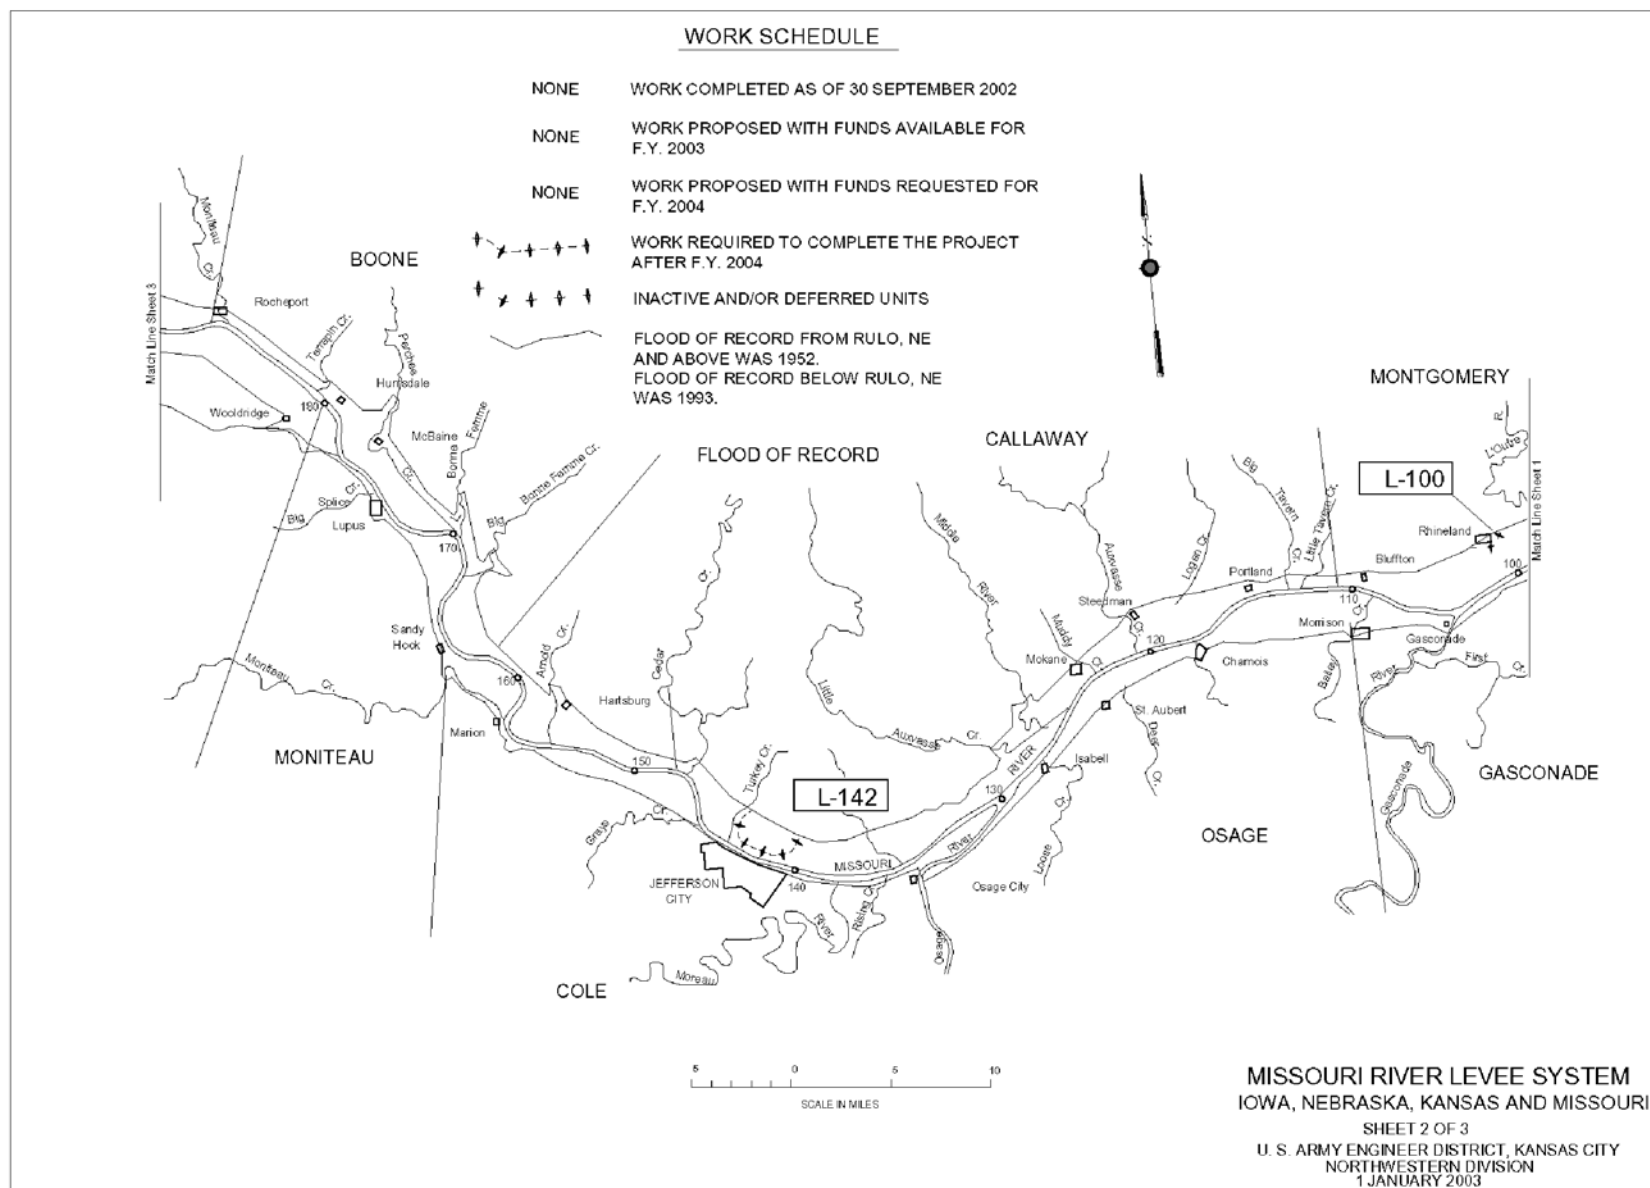 WORK SCHEDULE
NONE WORK COMPLETED AS OF 30 SEPTEMBER 2002
NONE WORK PROPOSED WITH FUNDS AVAILABLE FOR
F.Y. 2003
NONE WORK PROPOSED WITH FUNDS REQUESTED FOR
F.Y. 2004
WORK REQUIRED TO COMPLETE THE PROJECT
AFTER F.Y. 2004
INACTIVE AND/OR DEFERRED UNITS
FLOOD OF RECORD FROM RULO, NE
AND ABOVE WAS 1952.
FLOOD OF RECORD BELOW RULO, NE
WAS 1993.
FLOOD OF RECORD
Match Line Sheet 3
Moniteau
Cr.
BOONE
Rocheport
Terrapin Cr.
Perchee
Cr.
Huntsdale
180
Wooldridge
McBaine
Bonne
Femme
Big
Bonne Femme Cr.
Big
Splice
Cr.
Lupus
170
Sandy
Hook
Moniteau
Cr.
160
Arnold Cr.
Marion
Hartsburg
Cedar
Cr.
MONITEAU
150
Turkey Cr.
L-142
Grays
Cr.
JEFFERSON
CITY
140
MISSOURI
RIVER
130
River
Rising Cr.
River
Moreau
Osage
Osage City
COLE
Middle
River
Little
Auxvasse
Cr.
CALLAWAY
Auxvasse
Cr.
Muddy
Cr.
Mokane
Steedman
Logan Cr.
Portland
Big
Tavern
Cr.
Little Tavern Cr.
120
Chamois
St. Aubert
Deer
Cr.
Isabell
Loose
Cr.
OSAGE
MONTGOMERY
R.
L'Outre
L-100
Rhineland
Bluffton
110
100
Match Line Sheet 1
Morrison
Cr.
Bailey
Gasconade
River
First
Cr.
Gasconade
GASCONADE
5 0 5 10
SCALE IN MILES
MISSOURI RIVER LEVEE SYSTEM
IOWA, NEBRASKA, KANSAS AND MISSOURI
SHEET 2 OF 3
U. S. ARMY ENGINEER DISTRICT, KANSAS CITY
NORTHWESTERN DIVISION
1 JANUARY 2003